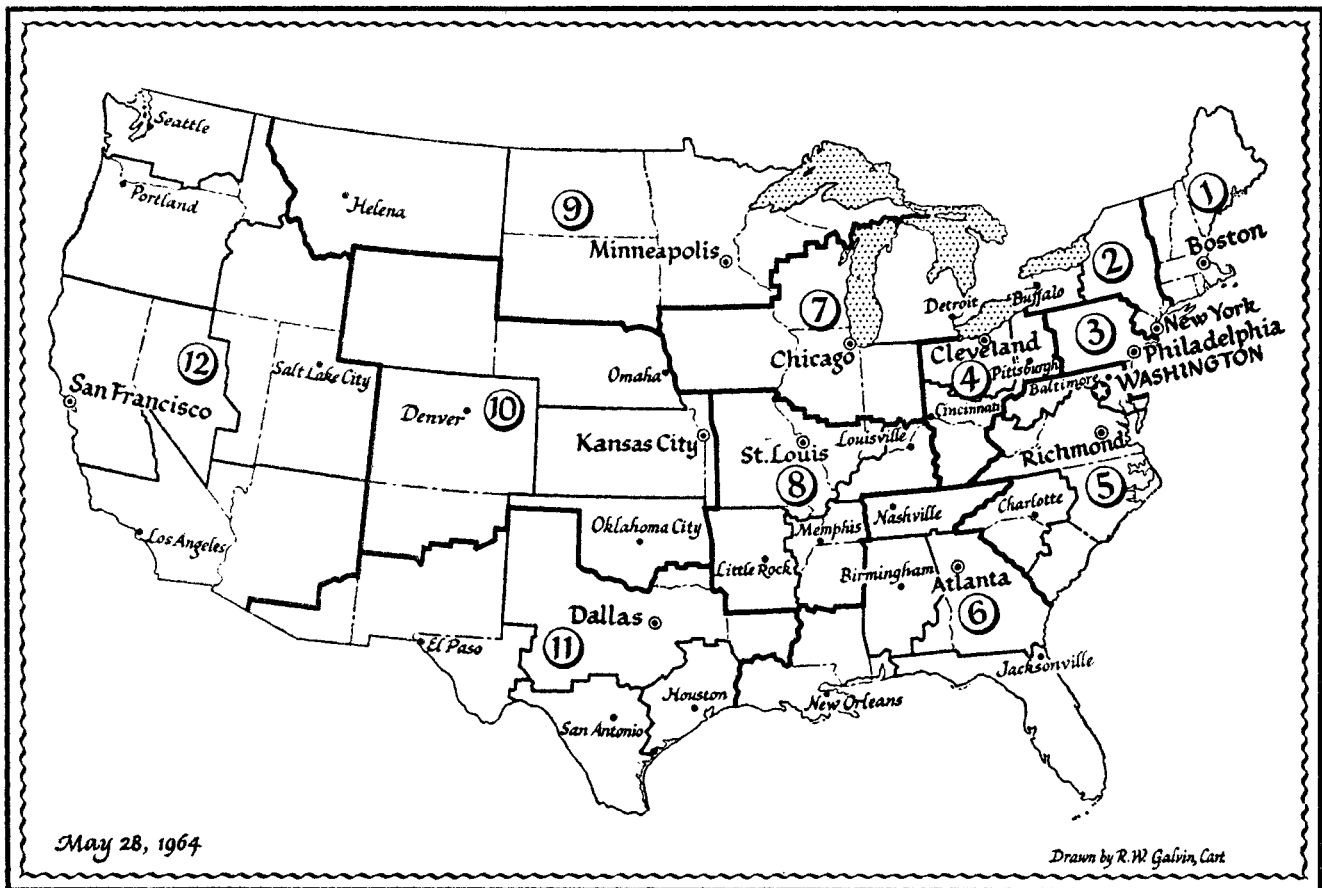 Seattle
Portland
Helena
9
Minneapolis
1
Boston
2
Detroit
Buffalo
New York
3
Philadelphia
7
Chicago
Cleveland
Pittsburgh
4
Baltimore
WASHINGTON
12
Salt Lake City
Omaha
San Francisco
Denver
10
Cincinnati
Kansas City
St. Louis
Louisville
Richmond
8
5
Los Angeles
Oklahoma City
Memphis
Nashville
Charlotte
Little Rock
Birmingham
Atlanta
6
Dallas
11
El Paso
Houston
San Antonio
New Orleans
Jacksonville
May 28, 1964
Drawn by R.W. Galvin, Cart.